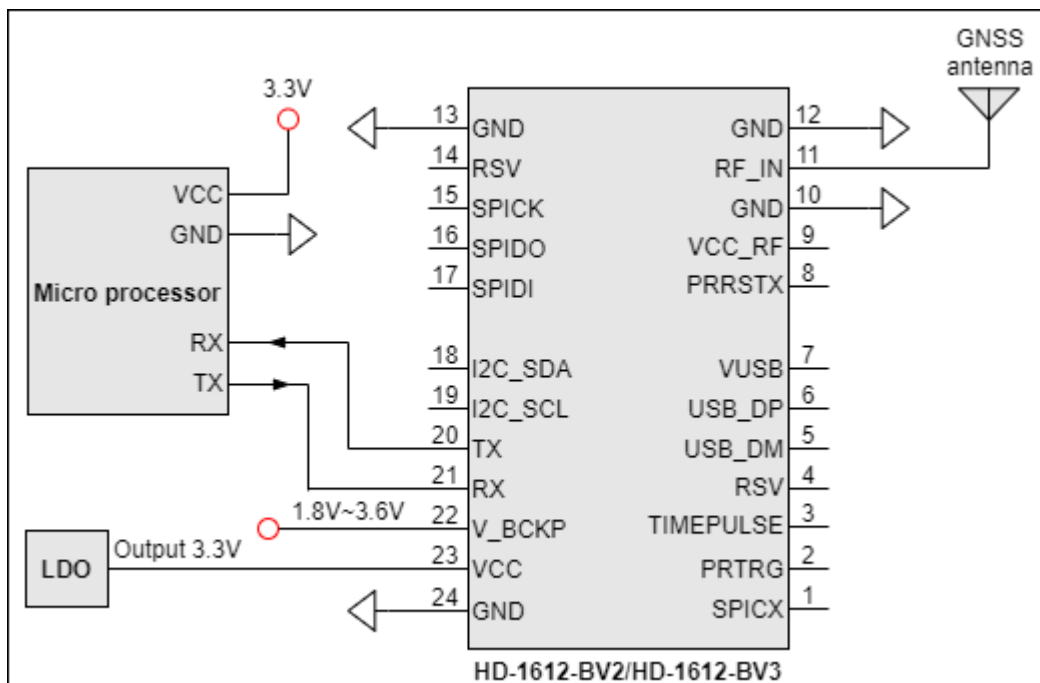 GNSS
antenna
3.3V
VCC
GND
Micro processor
RX
TX
13 GND
14 RSV
15 SPICK
16 SPIDO
17 SPIDI
18 I2C_SDA
19 I2C_SCL
20 TX
21 RX
1.8V~3.6V 22 V_BCKP
LDO Output 3.3V 23 VCC
24 GND
GND 12
RF_IN 11
GND 10
VCC_RF 9
PRRSTX 8
VUSB 7
USB_DP 6
USB_DM 5
RSV 4
TIMEPULSE 3
PRTRG 2
SPICX 1
HD-1612-BV2/HD-1612-BV3